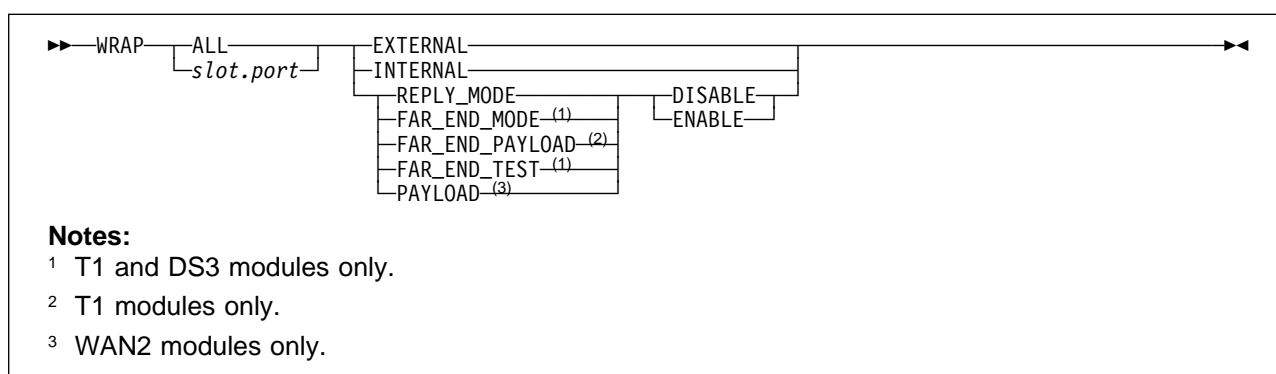 WRAP ALL EXTERNAL
slot.port INTERNAL
REPLY_MODE DISABLE
FAR_END_MODE (1) ENABLE
FAR_END_PAYLOAD (2)
FAR_END_TEST (1)
PAYLOAD (3)
Notes:
1 T1 and DS3 modules only.
2 T1 modules only.
3 WAN2 modules only.